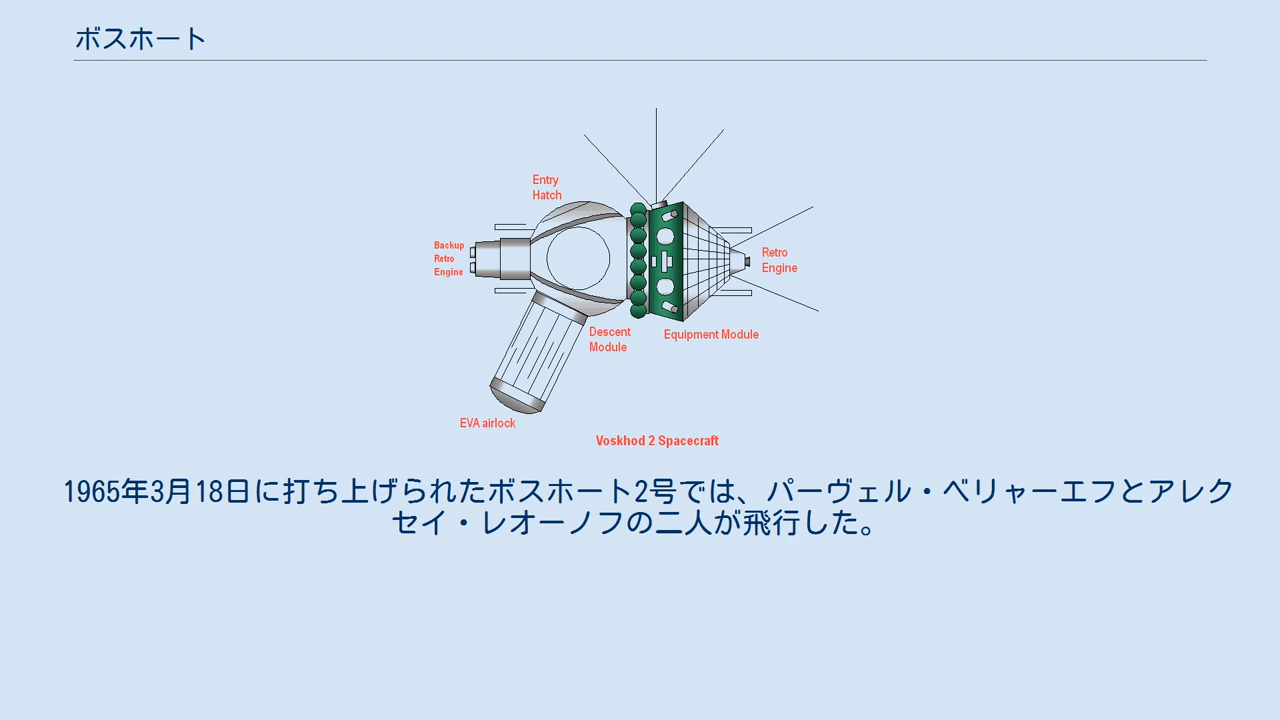 ボスホート
Entry
Hatch
Backup
Retro
Engine
Retro
Engine
Descent
Module
Equipment Module
EVA airlock
Voskhod 2 Spacecraft
1965年3月18日に打ち上げられたボスホート2号では、パーヴェル・ベリャーエフとアレク
セイ・レオーノフの二人が飛行した。